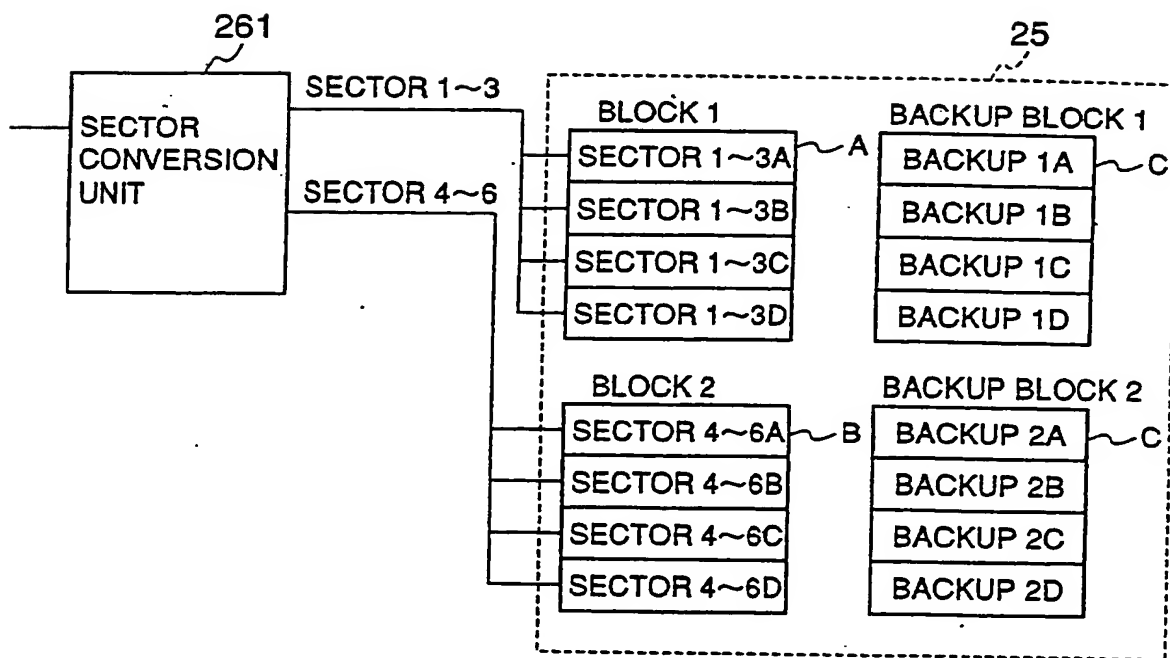 261
25
SECTOR CONVERSION UNIT
SECTOR 1~3
SECTOR 4~6
BLOCK 1
SECTOR 1~3A
A
SECTOR 1~3B
SECTOR 1~3C
SECTOR 1~3D
BACKUP BLOCK 1
BACKUP 1A
C
BACKUP 1B
BACKUP 1C
BACKUP 1D
BLOCK 2
SECTOR 4~6A
B
SECTOR 4~6B
SECTOR 4~6C
SECTOR 4~6D
BACKUP BLOCK 2
BACKUP 2A
C
BACKUP 2B
BACKUP 2C
BACKUP 2D